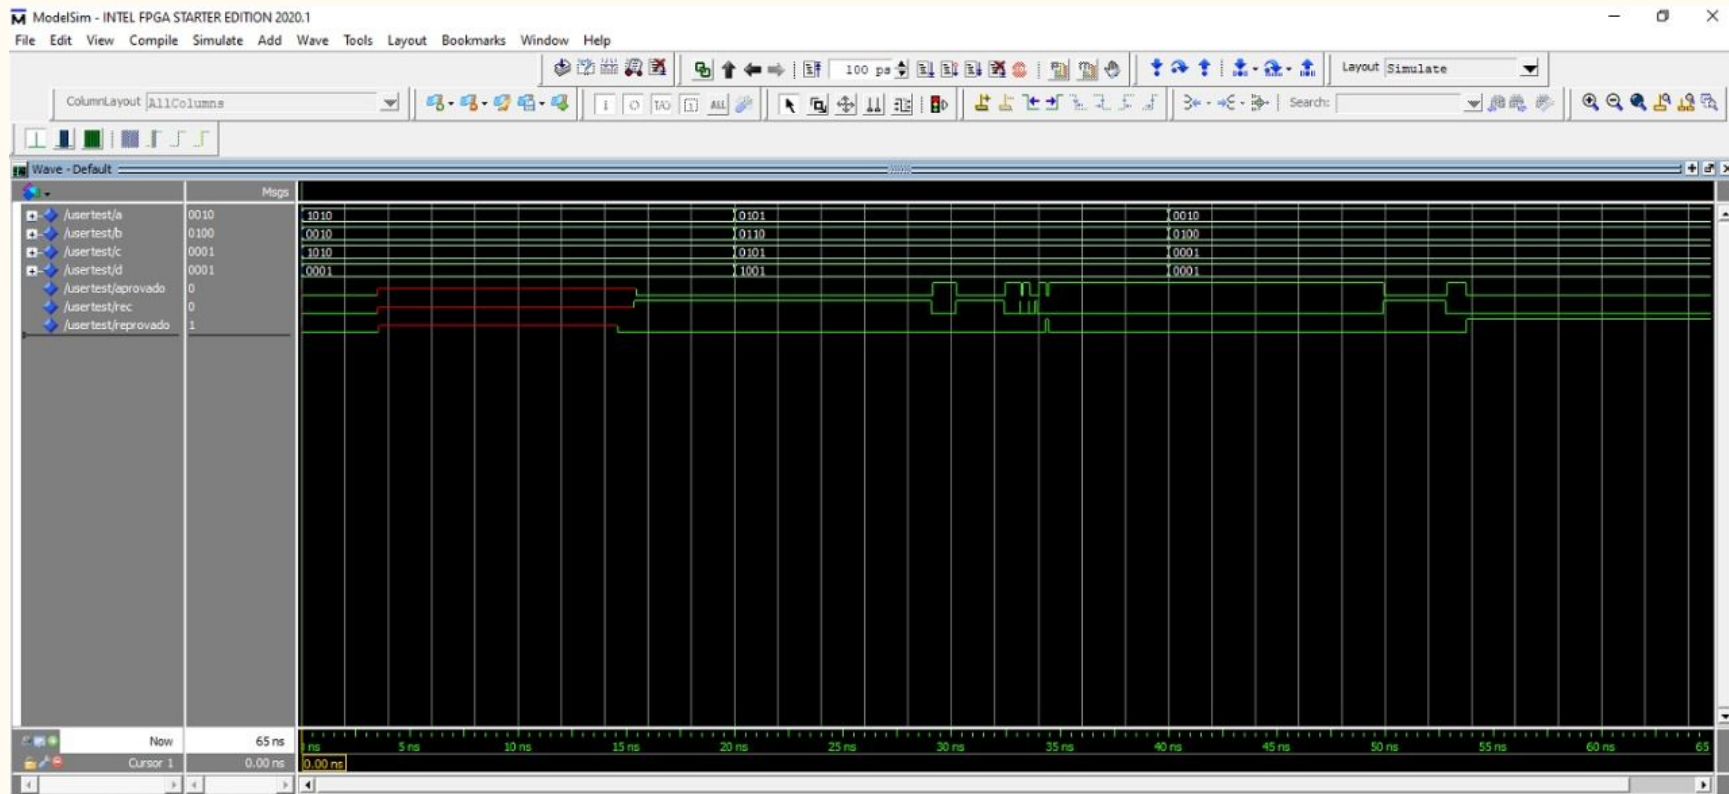 ModelSim - INTEL FPGA STARTER EDITION 2020.1
File Edit View Compile Simulate Add Wave Tools Layout Bookmarks Window Help
100 ps Layout Simulate
ColumnLayout AllColumns Search:
Wave - Default
Msgs
/usertest/a 0010 1010 0101 0010
/usertest/b 0100 0010 0110 0100
/usertest/c 0001 1010 0101 0001
/usertest/d 0001 0001 1001 0001
/usertest/aprovado 0
/usertest/rec 0
/usertest/reprovado 1
Now 65 ns ns 5 ns 10 ns 15 ns 20 ns 25 ns 30 ns 35 ns 40 ns 45 ns 50 ns 55 ns 60 ns 65
Cursor 1 0.00 ns 0.00 ns